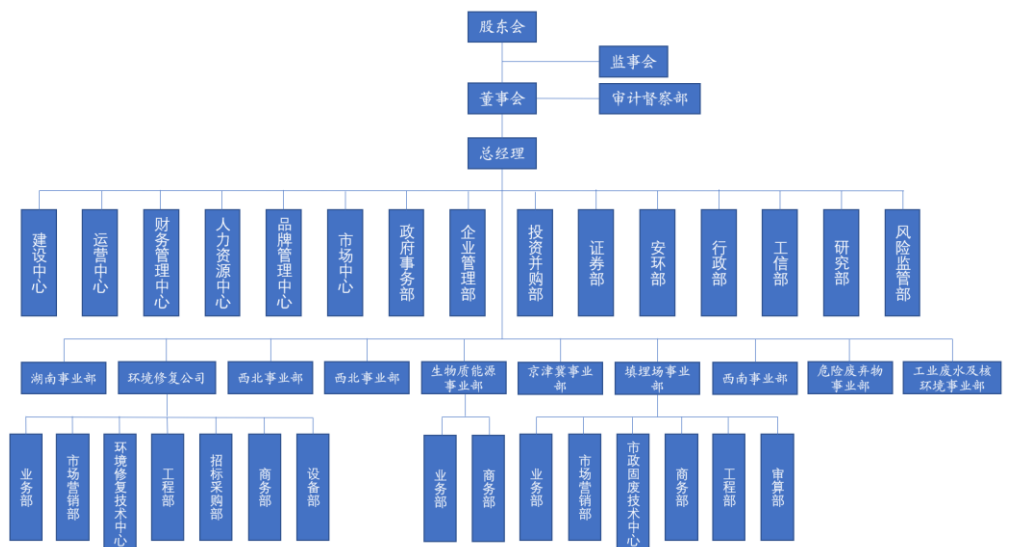 股东会
监事会
董事会
审计督察部
总经理
建设中心
运营中心
财务管理中心
人力资源中心
品牌管理中心
市场中心
政府事务部
企业管理部
投资并购部
证券部
安环部
行政部
工信部
研究部
风险监管部
湖南事业部
环境修复公司
西北事业部
西北事业部
生物质能源
事业部
京津冀事业
部
填埋场事业
部
西南事业部
危险废弃物
事业部
工业废水及核
环境事业部
业务部
市场营销部
环境修复技术中心
工程部
招标采购部
商务部
设备部
业务部
商务部
业务部
市场营销部
市政固废技术中心
商务部
工程部
审算部